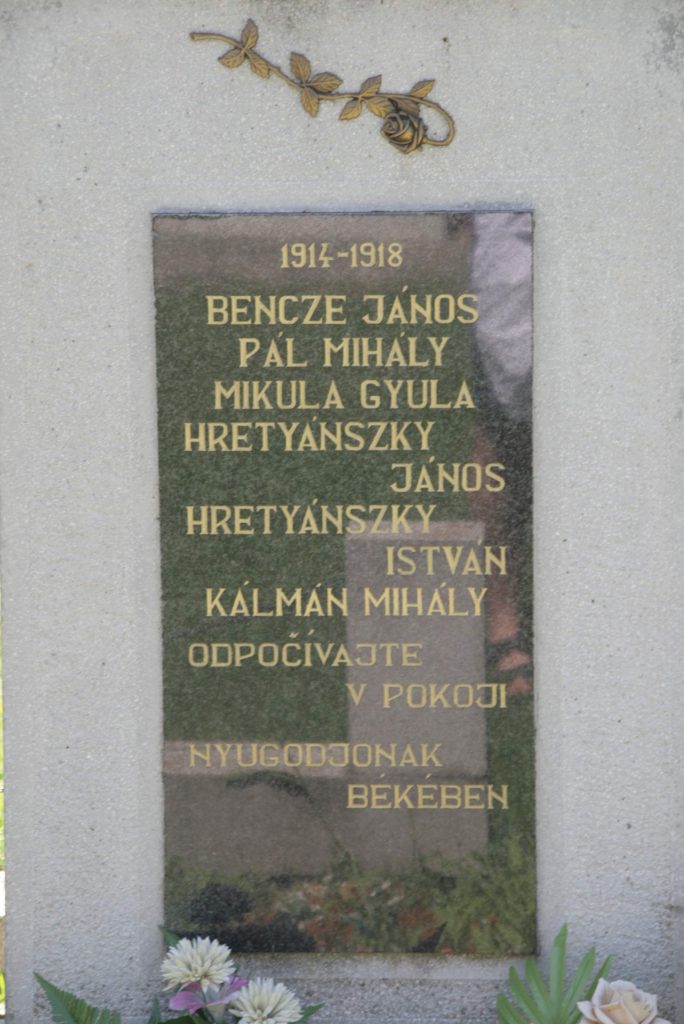 1914-1918
BENCZE JÁNOS
PÁL MIHÁLY
MIKULA GYULA
HRETYÁNSZKY
JÁNOS
HRETYÁNSZKY
ISTVÁN
KÁLMÁN MIHÁLY
ODPOČÍVAJTE
V POKOJI
NYUGODJONAK
BÉKÉBEN